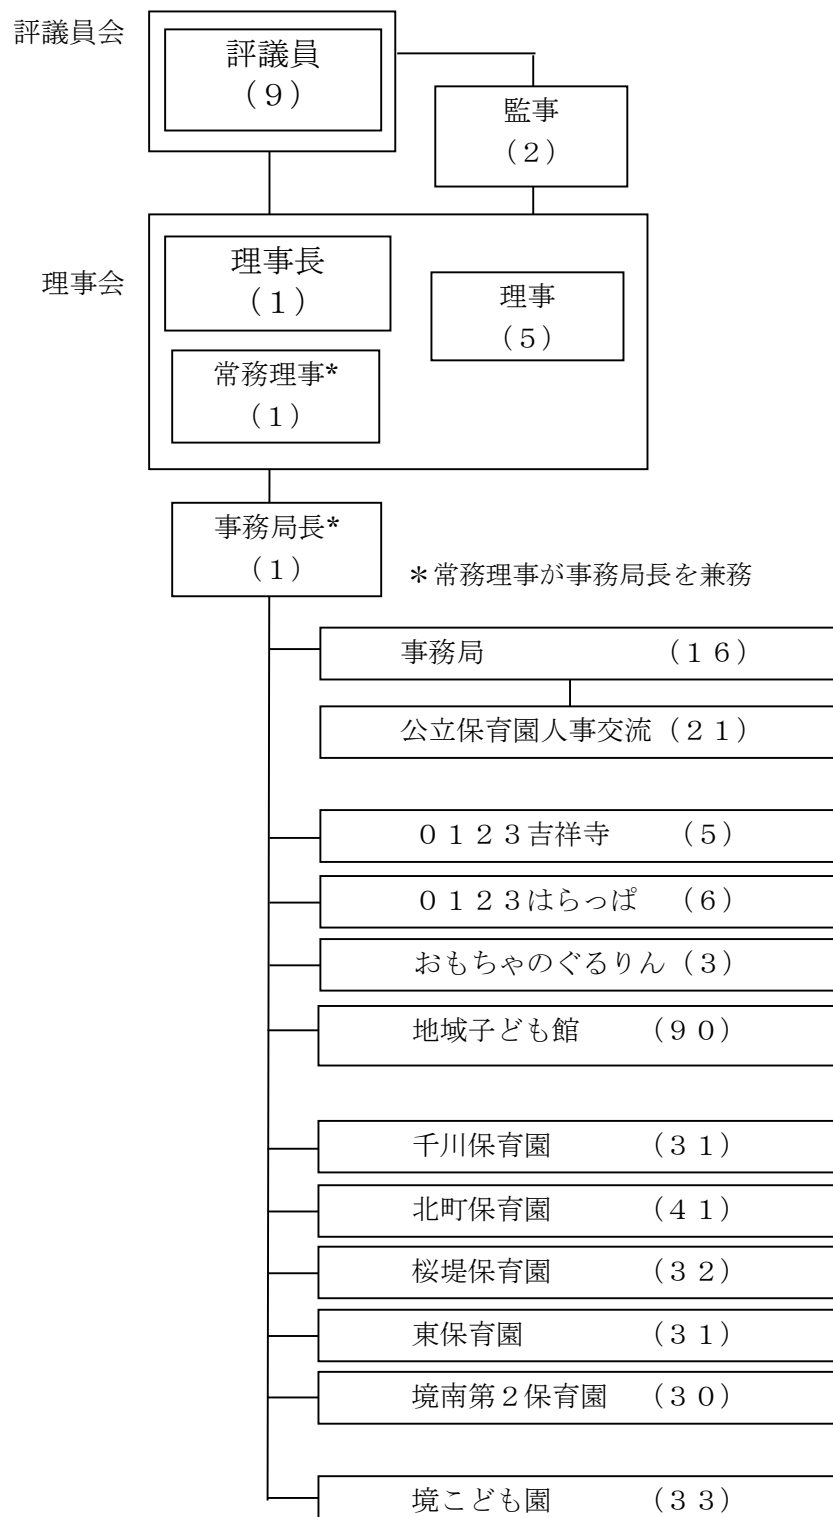 評議員会
評議員
（９）
監事
（２）
理事会
理事長
（１）
理事
（５）
常務理事*
（１）
事務局長*
（１）
＊常務理事が事務局長を兼務
事務局　（１６）
公立保育園人事交流（２１）
０１２３吉祥寺　（５）
０１２３はらっぱ　（６）
おもちゃのぐるりん（３）
地域子ども館　（９０）
千川保育園　（３１）
北町保育園　（４１）
桜堤保育園　（３２）
東保育園　（３１）
境南第２保育園　（３０）
境こども園　（３３）